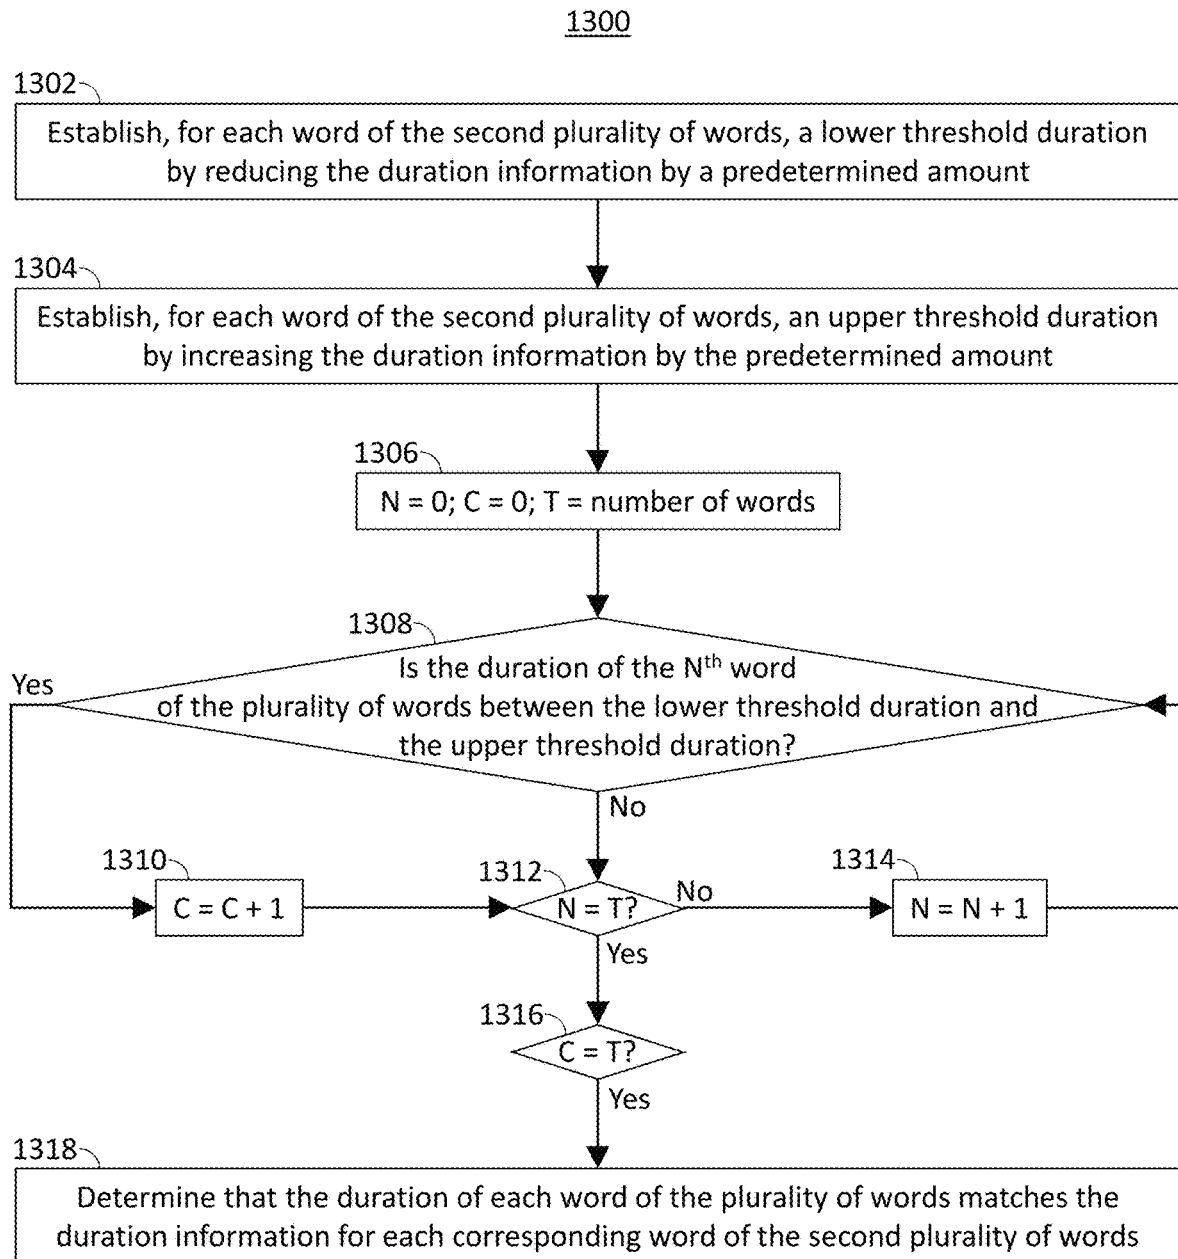 1300
1302
Establish, for each word of the second plurality of words, a lower threshold duration
by reducing the duration information by a predetermined amount
1304
Establish, for each word of the second plurality of words, an upper threshold duration
by increasing the duration information by the predetermined amount
1306
N = 0; C = 0; T = number of words
1308
Is the duration of the Nth word
of the plurality of words between the lower threshold duration and
the upper threshold duration?
Yes
No
1310
C = C + 1
1312
N = T?
No
1314
N = N + 1
Yes
1316
C = T?
Yes
1318
Determine that the duration of each word of the plurality of words matches the
duration information for each corresponding word of the second plurality of words